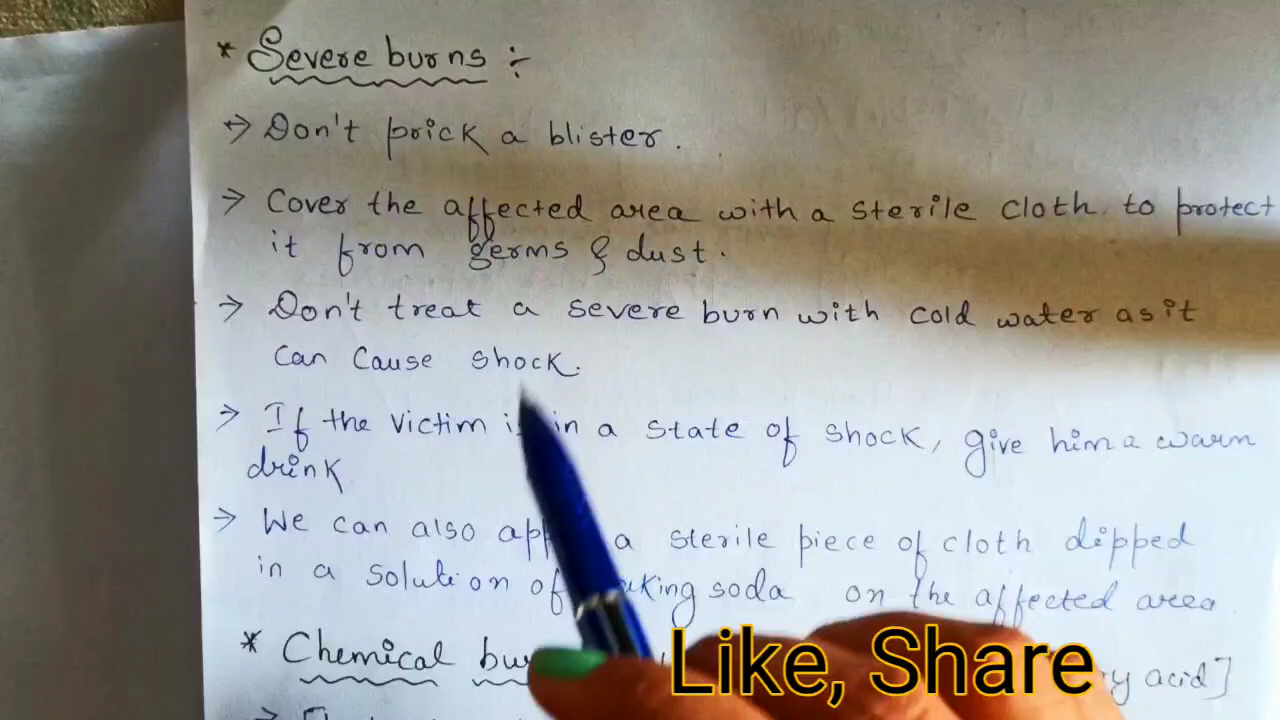 * Severe burns :-
→ Don't prick a blister.
→ Cover the affected area with a sterile cloth to protect
it from germs & dust.
→ Don't treat a severe burn with cold water as it
can cause shock.
→ If the victim in a state of shock, give him a warm
drink
→ We can also a sterile piece of cloth dipped
in a solution of soda on the affected area
* Chemical acid]
Like, Share